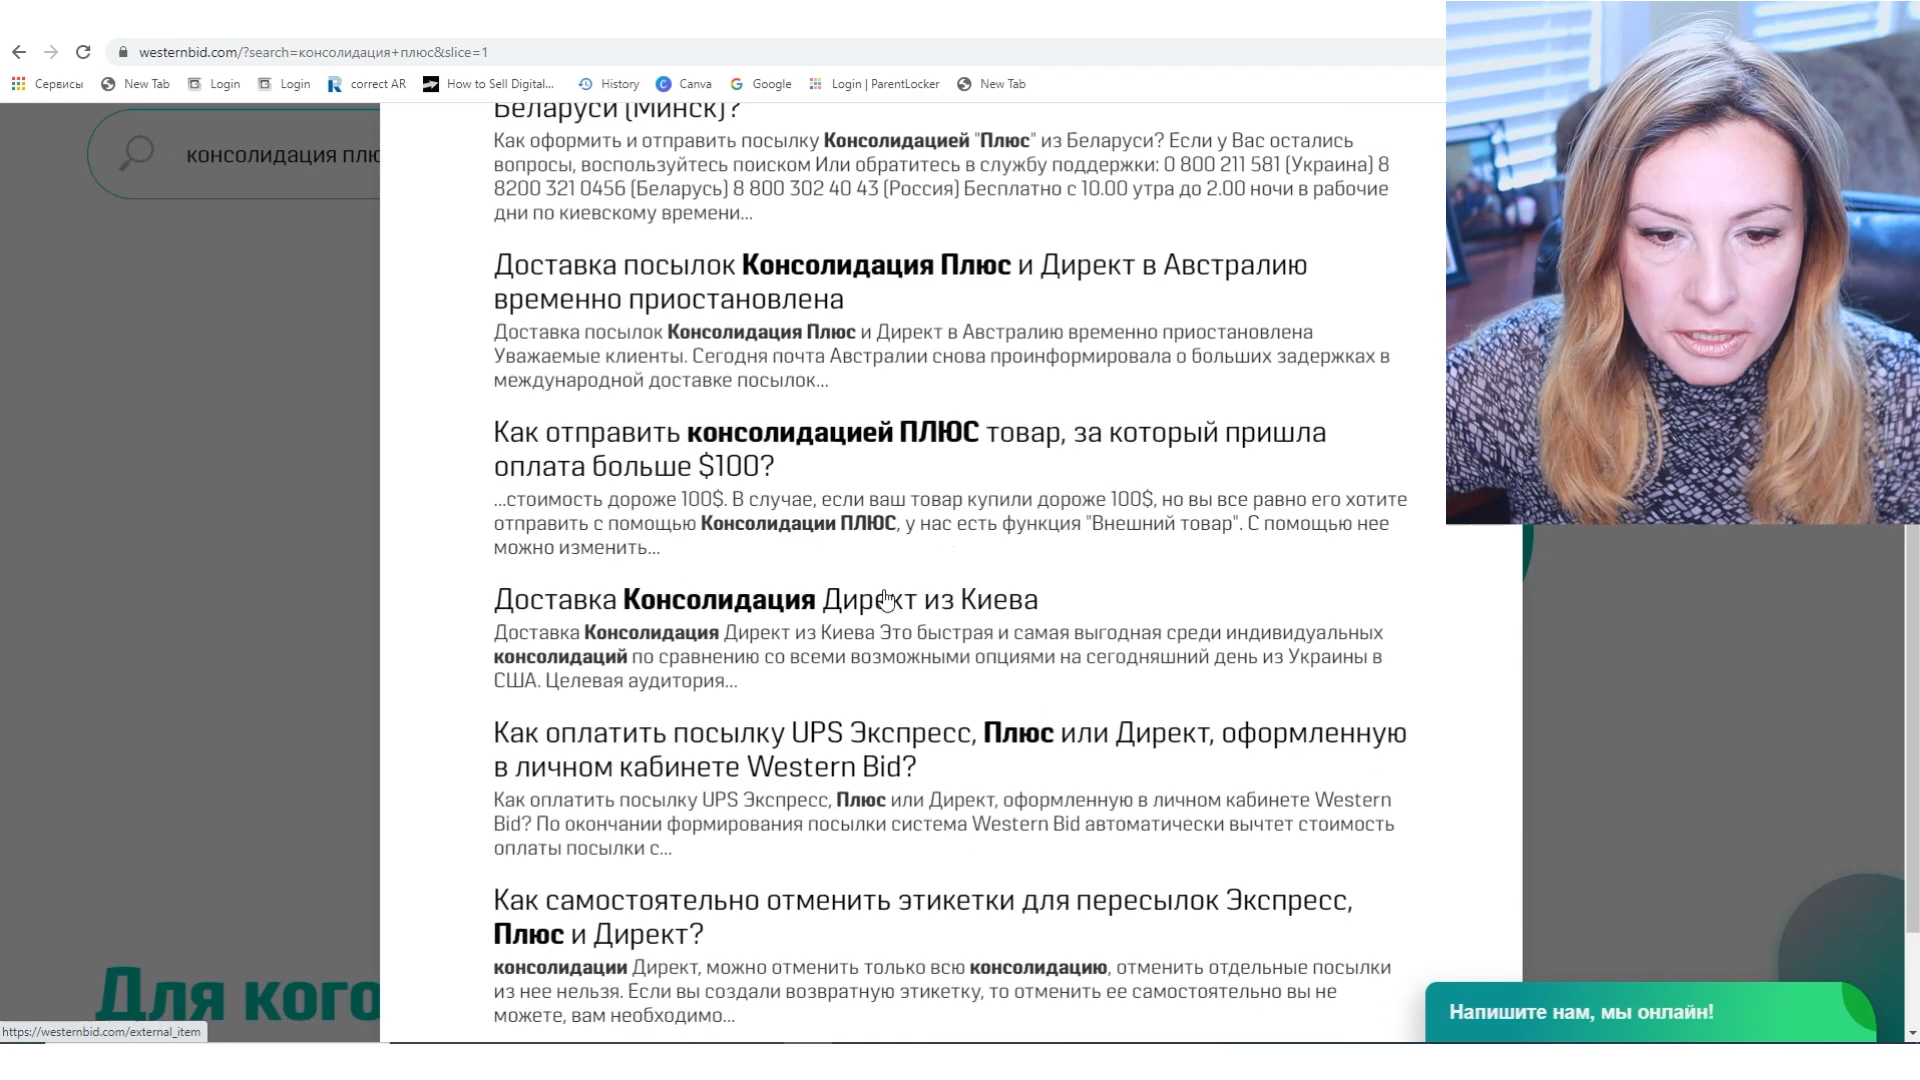 westernbid.com/?search=консолидация+плюс&slice=1
Сервисы New Tab Login Login correct AR How to Sell Digital... History Canva Google Login | ParentLocker New Tab
консолидация плю
Беларуси (Минск)?
Как оформить и отправить посылку Консолидацией "Плюс" из Беларуси? Если у Вас остались
вопросы, воспользуйтесь поиском Или обратитесь в службу поддержки: 0 800 211 581 (Украина) 8
8200 321 0456 (Беларусь) 8 800 302 40 43 (Россия) Бесплатно с 10.00 утра до 2.00 ночи в рабочие
дни по киевскому времени...
Доставка посылок Консолидация Плюс и Директ в Австралию
временно приостановлена
Доставка посылок Консолидация Плюс и Директ в Австралию временно приостановлена
Уважаемые клиенты. Сегодня почта Австралии снова проинформировала о больших задержках в
международной доставке посылок...
Как отправить консолидацией ПЛЮС товар, за который пришла
оплата больше $100?
...стоимость дороже 100$. В случае, если ваш товар купили дороже 100$, но вы все равно его хотите
отправить с помощью Консолидации ПЛЮС, у нас есть функция "Внешний товар". С помощью нее
можно изменить...
Доставка Консолидация Директ из Киева
Доставка Консолидация Директ из Киева Это быстрая и самая выгодная среди индивидуальных
консолидаций по сравнению со всеми возможными опциями на сегодняшний день из Украины в
США. Целевая аудитория...
Как оплатить посылку UPS Экспресс, Плюс или Директ, оформленную
в личном кабинете Western Bid?
Как оплатить посылку UPS Экспресс, Плюс или Директ, оформленную в личном кабинете Western
Bid? По окончании формирования посылки система Western Bid автоматически вычтет стоимость
оплаты посылки с...
Как самостоятельно отменить этикетки для пересылок Экспресс,
Плюс и Директ?
консолидации Директ, можно отменить только всю консолидацию, отменить отдельные посылки
из нее нельзя. Если вы создали возвратную этикетку, то отменить ее самостоятельно вы не
можете, вам необходимо...
Для кого
Напишите нам, мы онлайн!
https://westernbid.com/external_item